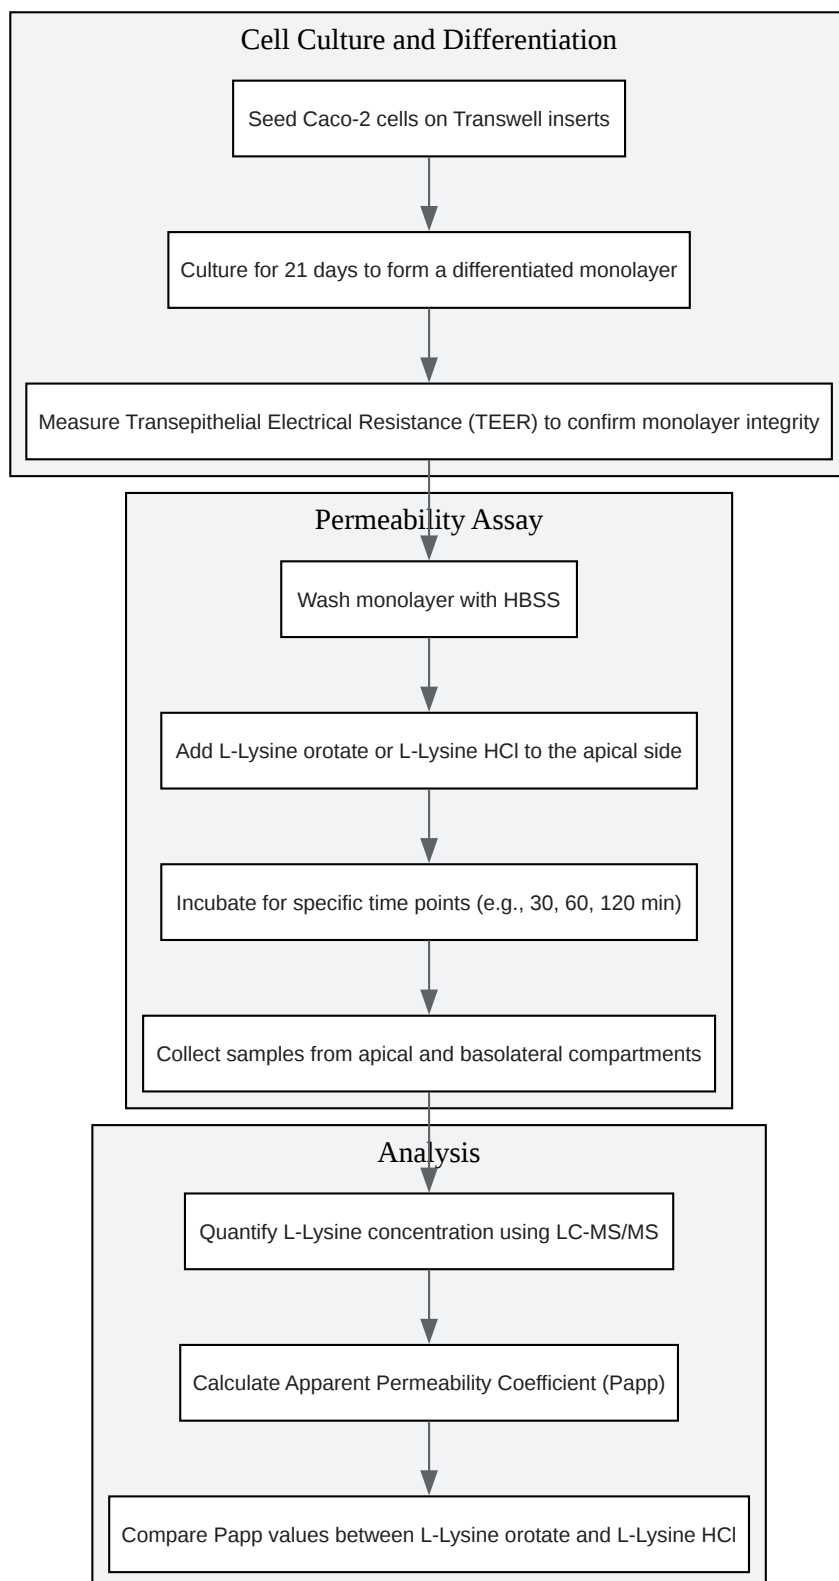 Cell Culture and Differentiation
Seed Caco-2 cells on Transwell inserts
Culture for 21 days to form a differentiated monolayer
Measure Transepithelial Electrical Resistance (TEER) to confirm monolayer integrity
Permeability Assay
Wash monolayer with HBSS
Add L-Lysine orotate or L-Lysine HCl to the apical side
Incubate for specific time points (e.g., 30, 60, 120 min)
Collect samples from apical and basolateral compartments
Analysis
Quantify L-Lysine concentration using LC-MS/MS
Calculate Apparent Permeability Coefficient (Papp)
Compare Papp values between L-Lysine orotate and L-Lysine HCl